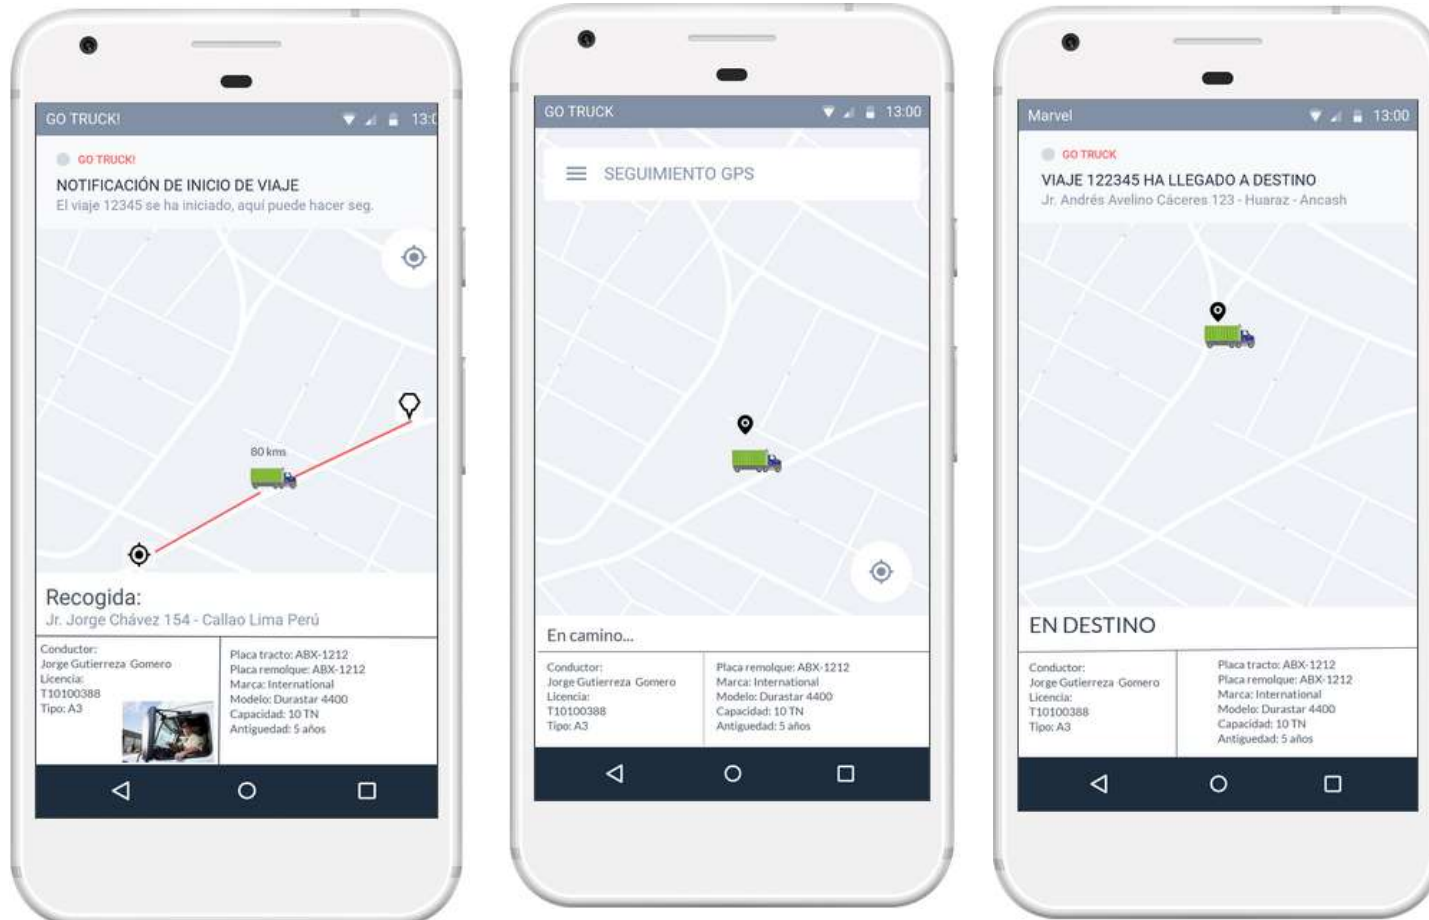 GO TRUCK!
13:0
GO TRUCK!
NOTIFICACIÓN DE INICIO DE VIAJE
El viaje 12345 se ha iniciado, aquí puede hacer seg.
80 kms
Recogida:
Jr. Jorge Chávez 154 - Callao Lima Perú
Conductor:
Jorge Gutierreza Gomero
Licencia:
T10100388
Tipo: A3
Placa tracto: ABX-1212
Placa remolque: ABX-1212
Marca: International
Modelo: Durastar 4400
Capacidad: 10 TN
Antiguedad: 5 años
GO TRUCK
13:00
SEGUIMIENTO GPS
En camino...
Conductor:
Jorge Gutierreza Gomero
Licencia:
T10100388
Tipo: A3
Placa remolque: ABX-1212
Marca: International
Modelo: Durastar 4400
Capacidad: 10 TN
Antiguedad: 5 años
Marvel
13:00
GO TRUCK
VIAJE 122345 HA LLEGADO A DESTINO
Jr. Andrés Avelino Cáceres 123 - Huaraz - Ancash
EN DESTINO
Conductor:
Jorge Gutierreza Gomero
Licencia:
T10100388
Tipo: A3
Placa tracto: ABX-1212
Placa remolque: ABX-1212
Marca: International
Modelo: Durastar 4400
Capacidad: 10 TN
Antiguedad: 5 años